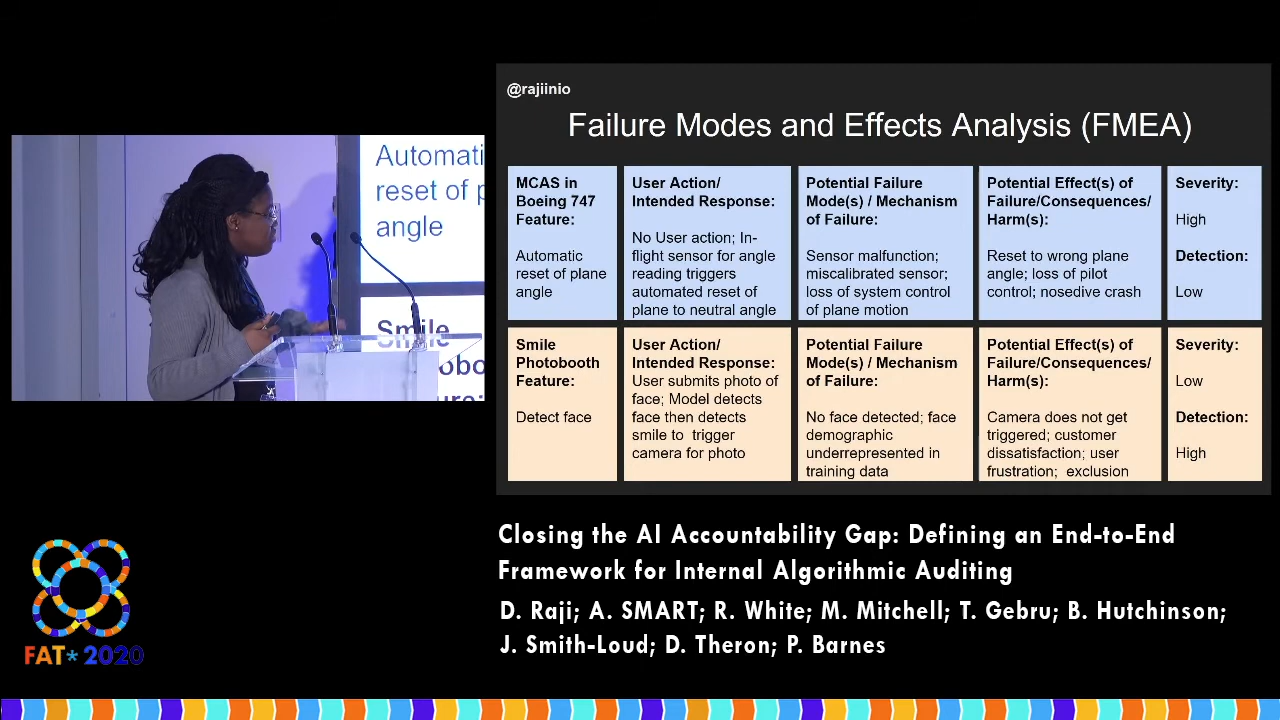 @rajiinio
Failure Modes and Effects Analysis (FMEA)
MCAS in
Boeing 747
Feature:
Automatic
reset of plane
angle
User Action/
Intended Response:
No User action; In-
flight sensor for angle
reading triggers
automated reset of
plane to neutral angle
Potential Failure
Mode(s) / Mechanism
of Failure:
Sensor malfunction;
miscalibrated sensor;
loss of system control
of plane motion
Potential Effect(s) of
Failure/Consequences/
Harm(s):
Reset to wrong plane
angle; loss of pilot
control; nosedive crash
Severity:
High
Detection:
Low
Smile
Photobooth
Feature:
Detect face
User Action/
Intended Response:
User submits photo of
face; Model detects
face then detects
smile to trigger
camera for photo
Potential Failure
Mode(s) / Mechanism
of Failure:
No face detected; face
demographic
underrepresented in
training data
Potential Effect(s) of
Failure/Consequences/
Harm(s):
Camera does not get
triggered; customer
dissatisfaction; user
frustration; exclusion
Severity:
Low
Detection:
High
Automati
reset of p
angle
Smile
obo
ure:
Closing the AI Accountability Gap: Defining an End-to-End
Framework for Internal Algorithmic Auditing
D. Raji; A. SMART; R. White; M. Mitchell; T. Gebru; B. Hutchinson;
J. Smith-Loud; D. Theron; P. Barnes
FAT* 2020